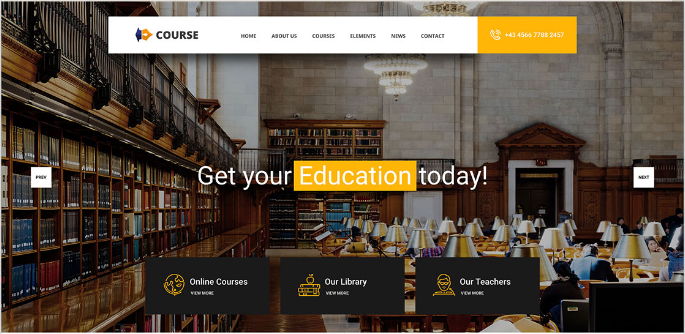 COURSE
HOME ABOUT US COURSES ELEMENTS NEWS CONTACT
+43 4566 7788 2457
Get your Education today!
PREV
NEXT
Online Courses
VIEW MORE
Our Library
VIEW MORE
Our Teachers
VIEW MORE